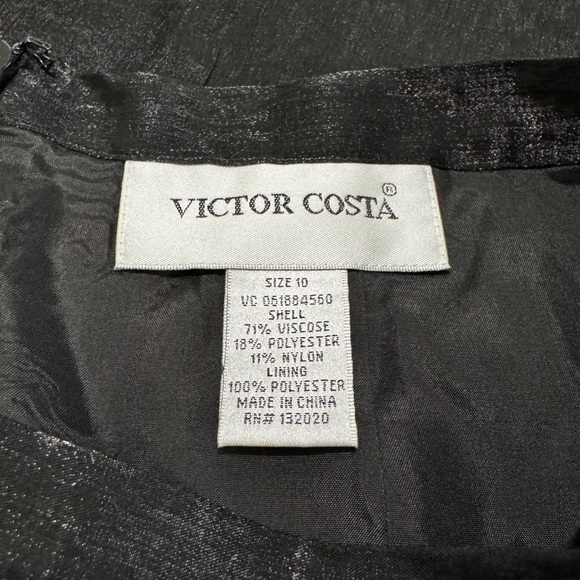 VICTOR COSTA®
SIZE 10
VC 061884560
SHELL
71% VISCOSE
18% POLYESTER
11% NYLON
LINING
100% POLYESTER
MADE IN CHINA
RN# 132020